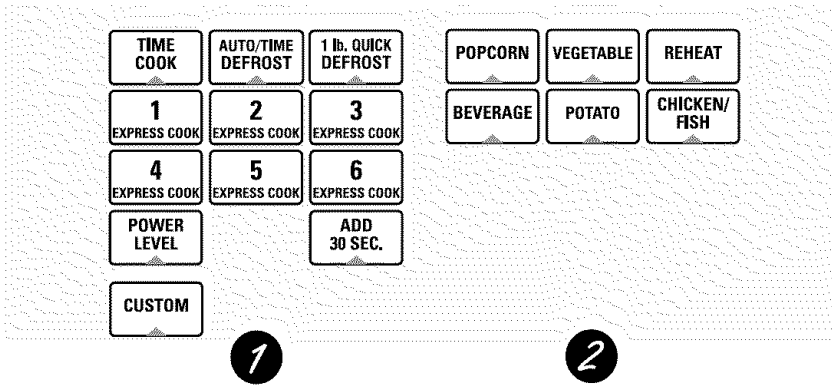 TIME
COOK
AUTO/TIME
DEFROST
1 lb. QUICK
DEFROST
1
EXPRESS COOK
2
EXPRESS COOK
3
EXPRESS COOK
4
EXPRESS COOK
5
EXPRESS COOK
6
EXPRESS COOK
POWER
LEVEL
ADD
30 SEC.
CUSTOM
1
POPCORN
VEGETABLE
REHEAT
BEVERAGE
POTATO
CHICKEN/
FISH
2